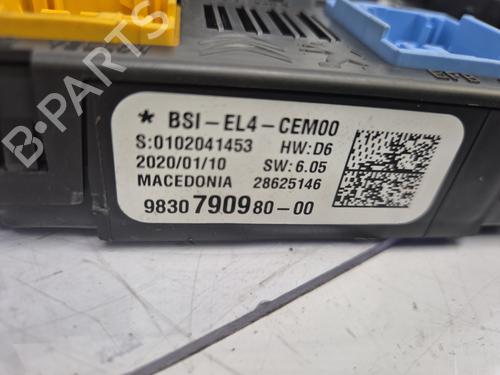 * BSI-EL4-CEM00
S:0102041453 HW:D6
2020/01/10 SW:6.05
MACEDONIA 28625146
9830790980-00
B-PARTS